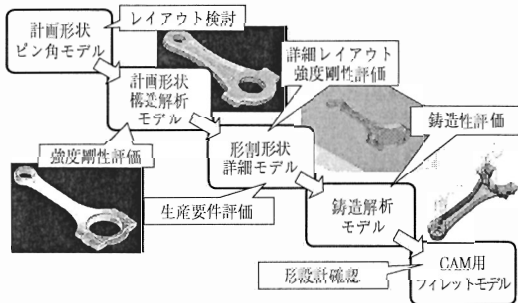 計画形状
ピン角モデル
レイアウト検討
計画形状
構造解析
モデル
強度剛性評価
詳細レイアウト
強度剛性評価
形割形状
詳細モデル
生産要件評価
鋳造性評価
鋳造解析
モデル
形設計確認
CAM用
フィレットモデル